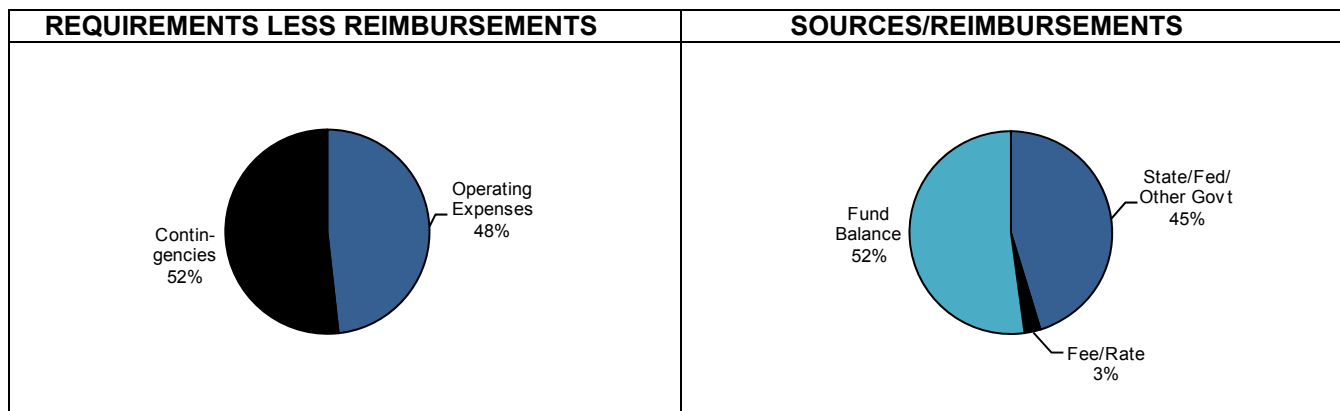 REQUIREMENTS LESS REIMBURSEMENTS
SOURCES/REIMBURSEMENTS
Operating
Expenses
48%
Contin-
gencies
52%
State/Fed/
Other Govt
45%
Fund
Balance
52%
Fee/Rate
3%